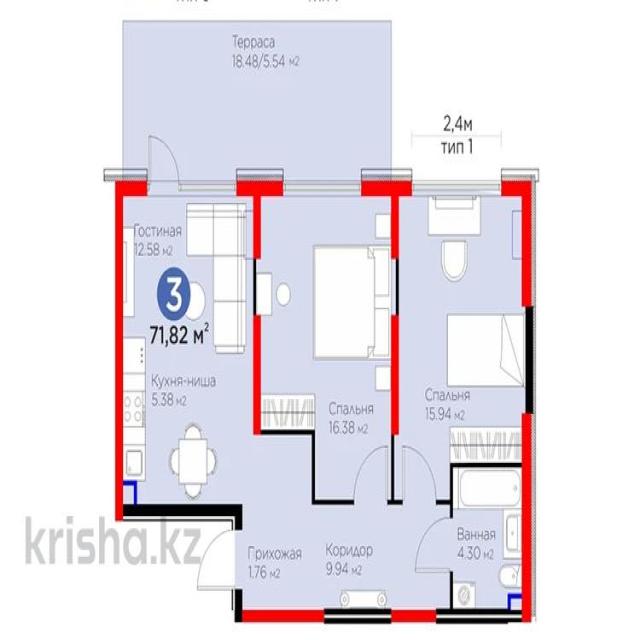 Терраса
18.48/5.54 м2
2,4м
тип 1
Гостиная
12.58 м2
3
71,82 м²
Кухня-ниша
5.38 м2
Спальня
16.38 м2
Спальня
15.94 м2
Прихожая
1.76 м2
Коридор
9.94 м2
Ванная
4.30 м2
krisha.kz